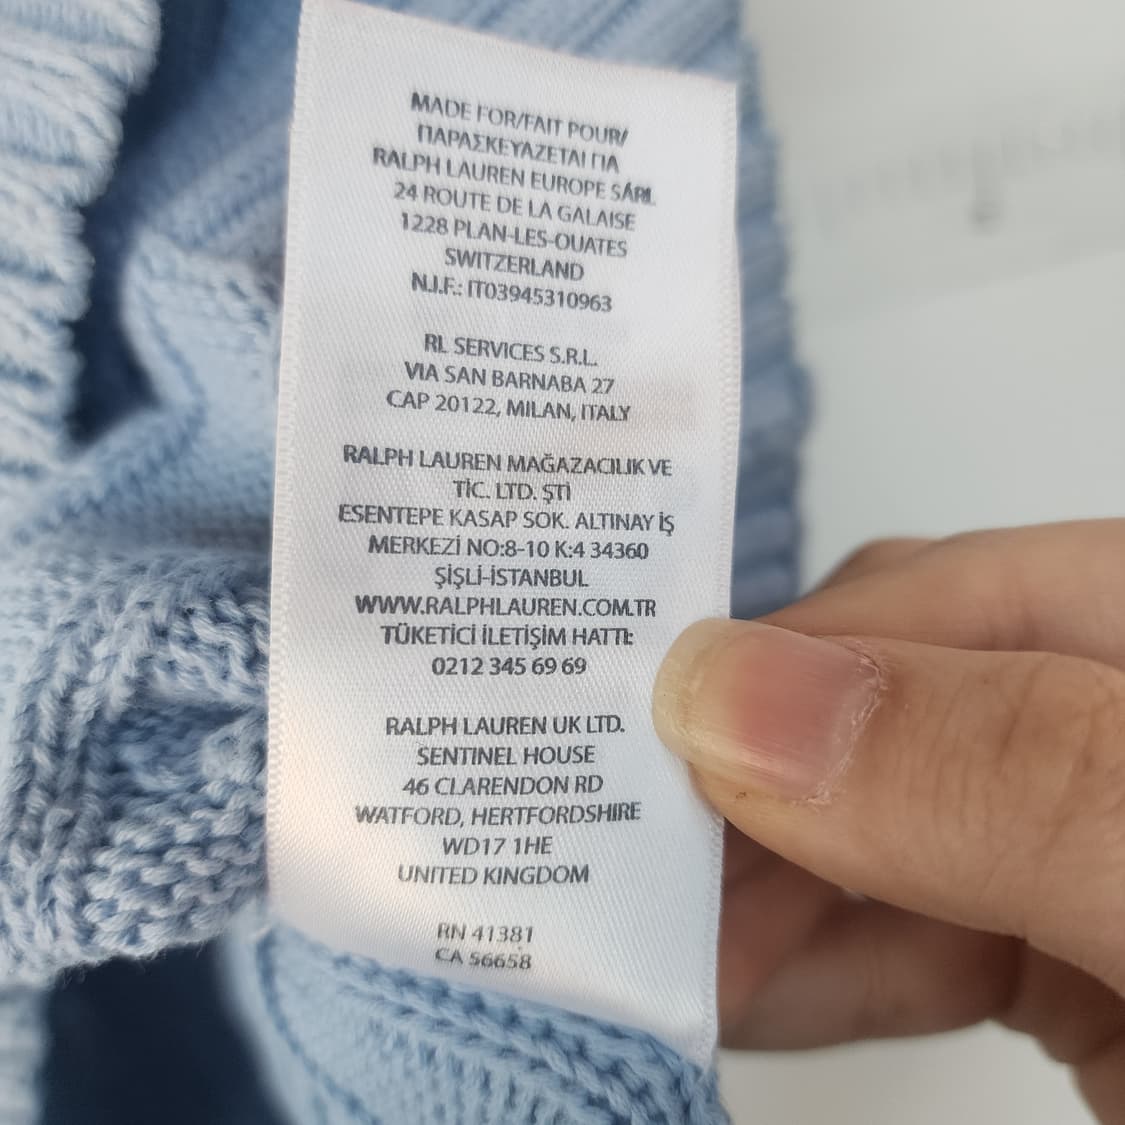 MADE FOR/FAIT POUR/
ΠΑΡΑΣΚΕΥΑΖΕΤΑΙ ΓΙΑ
RALPH LAUREN EUROPE SÁRL
24 ROUTE DE LA GALAISE
1228 PLAN-LES-OUATES
SWITZERLAND
N.I.F.: IT03945310963
RL SERVICES S.R.L.
VIA SAN BARNABA 27
CAP 20122, MILAN, ITALY
RALPH LAUREN MAĞAZACILIK VE
TİC. LTD. ŞTİ
ESENTEPE KASAP SOK. ALTINAY İŞ
MERKEZİ NO:8-10 K:4 34360
ŞİŞLİ-İSTANBUL
WWW.RALPHLAUREN.COM.TR
TÜKETİCİ İLETİŞİM HATTI:
0212 345 69 69
RALPH LAUREN UK LTD.
SENTINEL HOUSE
46 CLARENDON RD
WATFORD, HERTFORDSHIRE
WD17 1HE
UNITED KINGDOM
RN 41381
CA 56658